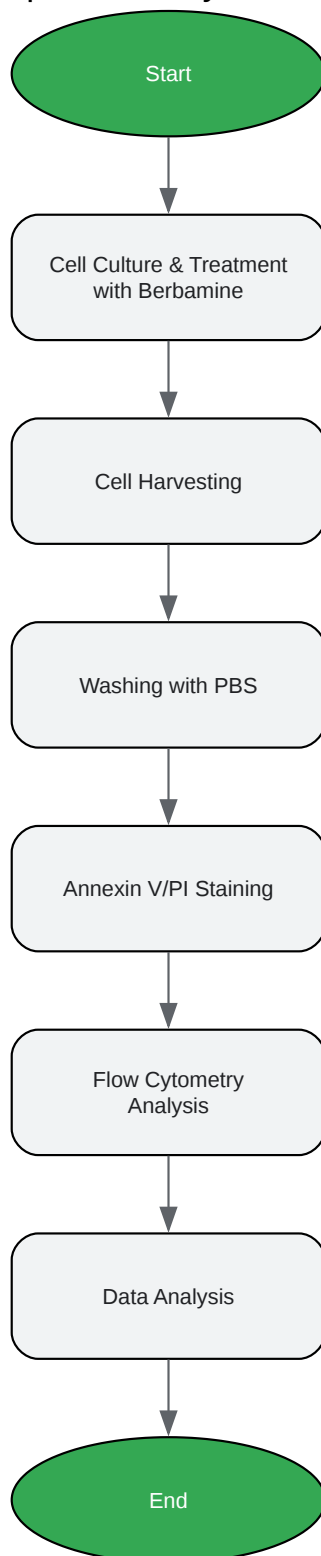 Start
Cell Culture & Treatment
with Berbamine
Cell Harvesting
Washing with PBS
Annexin V/PI Staining
Flow Cytometry
Analysis
Data Analysis
End